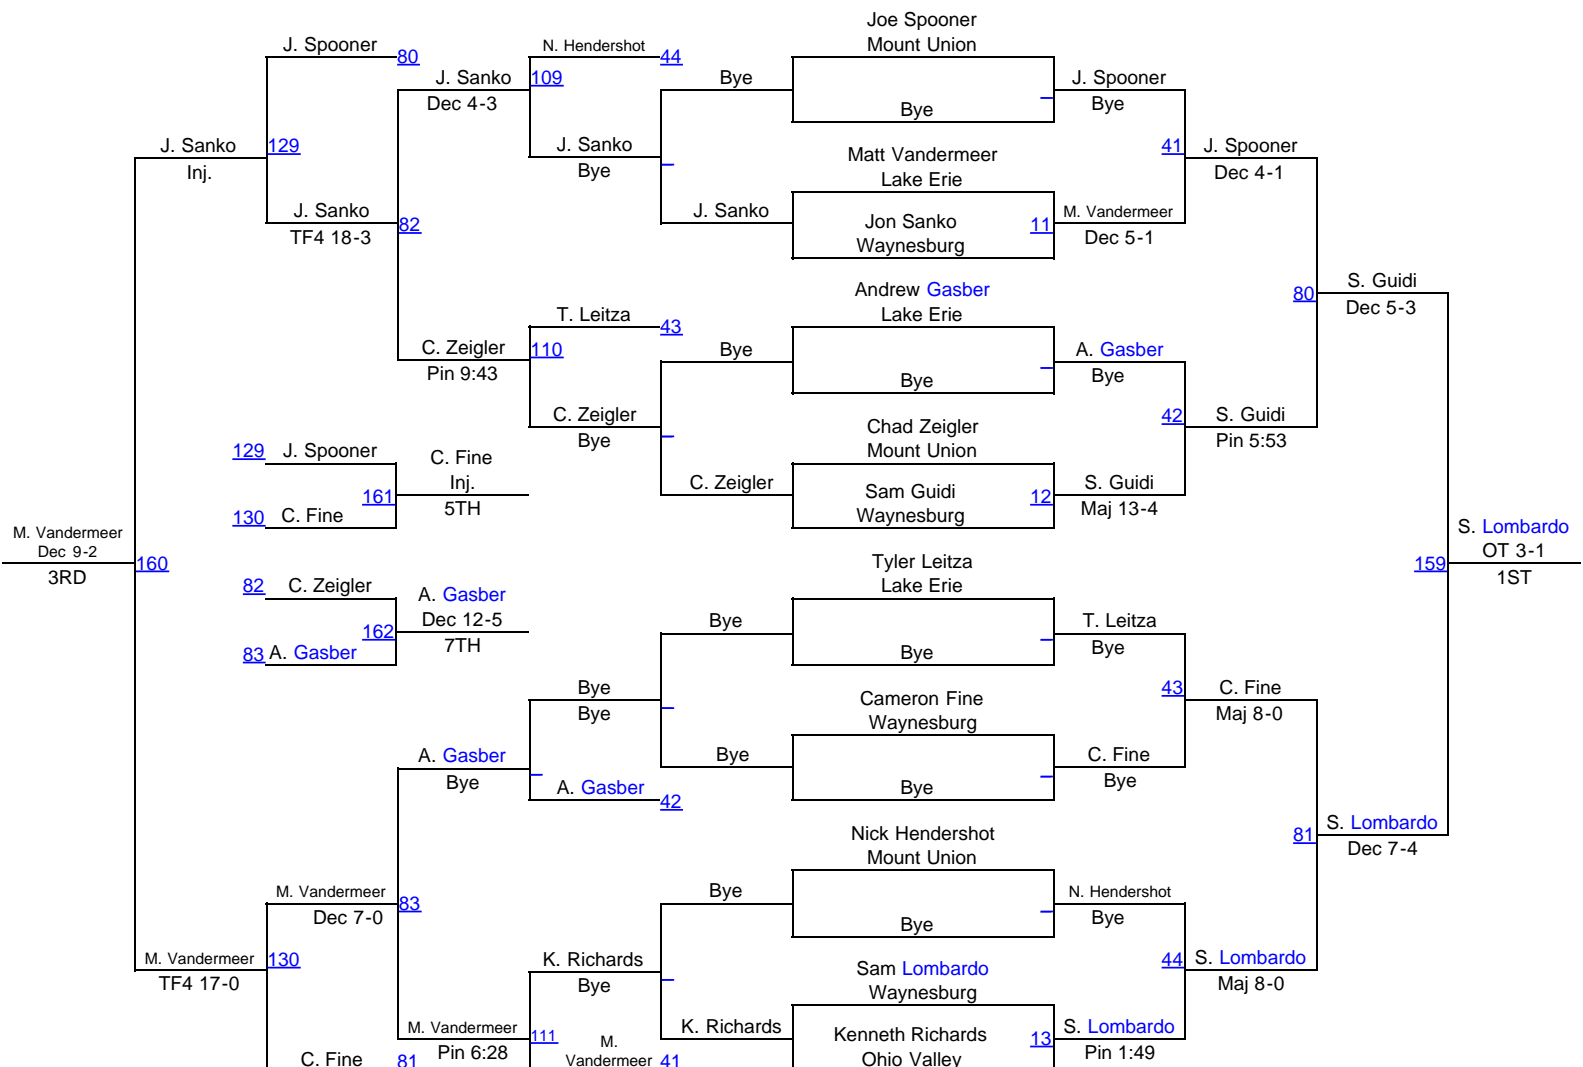 Joe Spooner
J. Spooner
N. Hendershot
Mount Union
80
44
J. Sanko
109
Bye
J. Spooner
Dec 4-3
Bye
Bye
J. Sanko
129
J. Sanko
Matt Vandermeer
41
J. Spooner
Inj.
Bye
Lake Erie
Dec 4-1
J. Sanko
J. Sanko
M. Vandermeer
TF4 18-3
82
Jon Sanko
11
Dec 5-1
Waynesburg
S. Guidi
Andrew Gasber
80
Dec 5-3
T. Leitza
43
Lake Erie
C. Zeigler
110
Bye
A. Gasber
Pin 9:43
Bye
Bye
C. Zeigler
42
S. Guidi
Bye
Chad Zeigler
Pin 5:53
129
J. Spooner
C. Fine
Mount Union
Inj.
C. Zeigler
S. Guidi
161
5TH
Sam Guidi
12
Maj 13-4
130
C. Fine
Waynesburg
M. Vandermeer
S. Lombardo
Dec 9-2
OT 3-1
3RD
160
Tyler Leitza
159
1ST
82
C. Zeigler
A. Gasber
Lake Erie
Dec 12-5
Bye
T. Leitza
162
7TH
Bye
Bye
83
A. Gasber
Bye
Cameron Fine
43
C. Fine
Bye
Waynesburg
Maj 8-0
A. Gasber
Bye
C. Fine
Bye
A. Gasber
42
Bye
Bye
Nick Hendershot
81
S. Lombardo
Mount Union
Dec 7-4
M. Vandermeer
Bye
N. Hendershot
Dec 7-0
83
Bye
Bye
M. Vandermeer
130
K. Richards
Sam Lombardo
44
S. Lombardo
TF4 17-0
Bye
Waynesburg
Maj 8-0
M. Vandermeer
111
M.
K. Richards
Kenneth Richards
13
S. Lombardo
C. Fine
81
Pin 6:28
Vandermeer
41
Ohio Valley
Pin 1:49